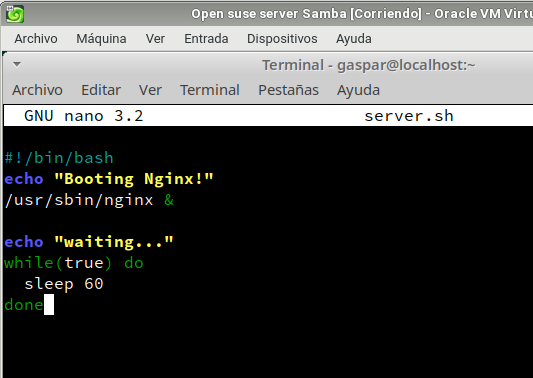 Open suse server Samba [Corriendo] - Oracle VM Virtu
Archivo Máquina Ver Entrada Dispositivos Ayuda
Terminal - gaspar@localhost:~
Archivo Editar Ver Terminal Pestañas Ayuda
GNU nano 3.2 server.sh
#!/bin/bash
echo "Booting Nginx!"
/usr/sbin/nginx &
echo "waiting..."
while(true) do
  sleep 60
done